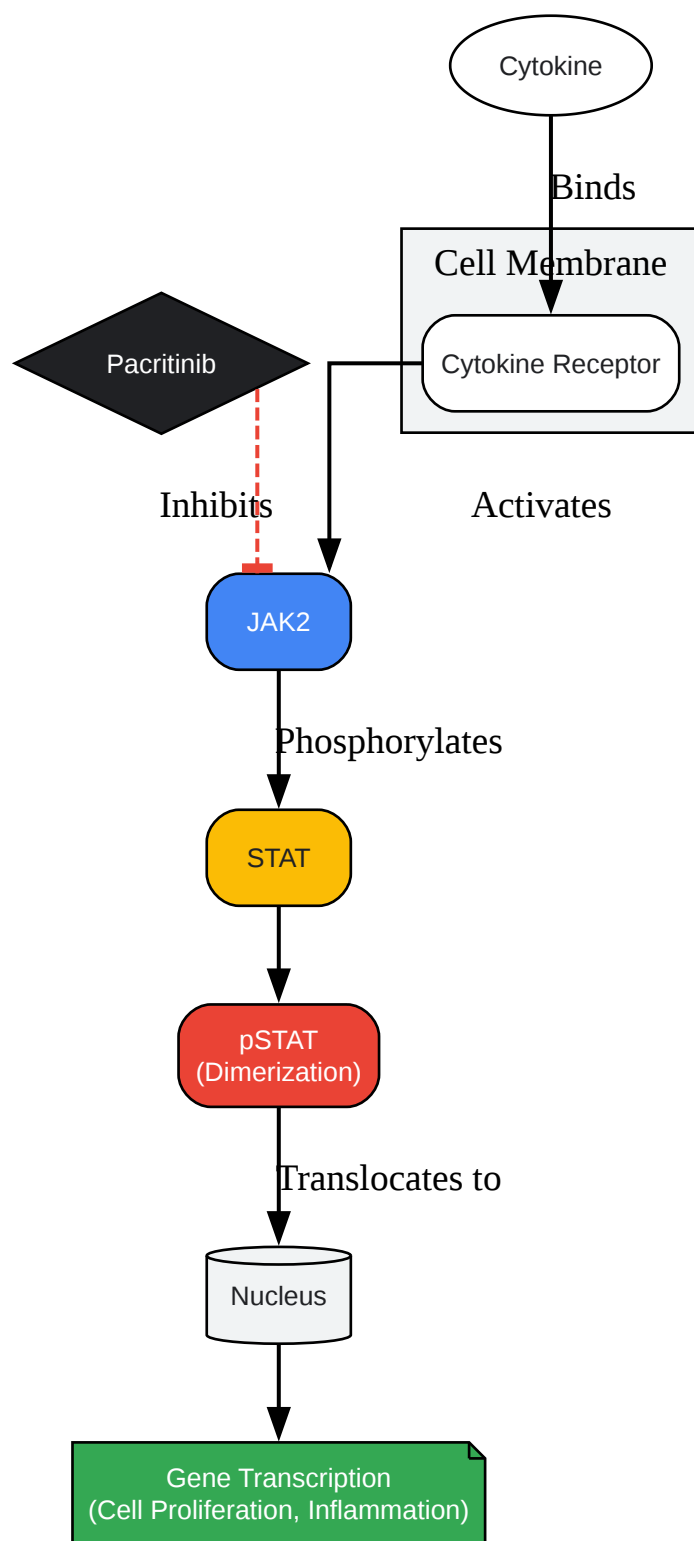 Cytokine
Binds
Cell Membrane
Pacritinib
Cytokine Receptor
Inhibits
Activates
JAK2
Phosphorylates
STAT
pSTAT
(Dimerization)
Translocates to
Nucleus
Gene Transcription
(Cell Proliferation, Inflammation)